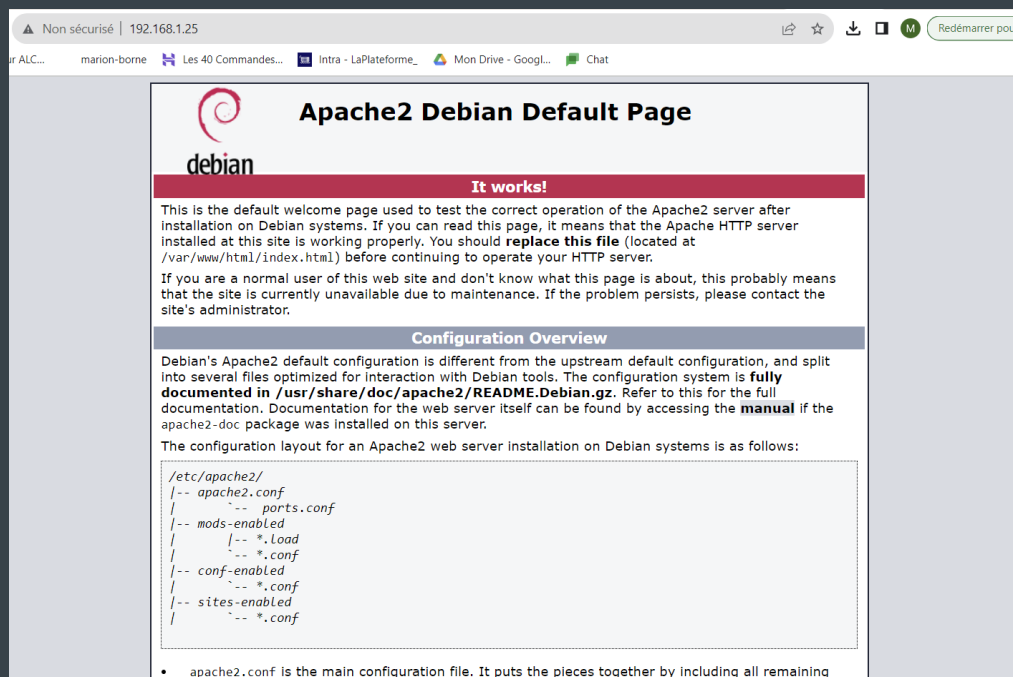 Non sécurisé | 192.168.1.25
M
Redémarrer pou
ur ALC...
marion-borne
Les 40 Commandes...
Intra - LaPlateforme_
Mon Drive - Googl...
Chat
debian
Apache2 Debian Default Page
It works!
This is the default welcome page used to test the correct operation of the Apache2 server after
installation on Debian systems. If you can read this page, it means that the Apache HTTP server
installed at this site is working properly. You should replace this file (located at
/var/www/html/index.html) before continuing to operate your HTTP server.
If you are a normal user of this web site and don't know what this page is about, this probably means
that the site is currently unavailable due to maintenance. If the problem persists, please contact the
site's administrator.
Configuration Overview
Debian's Apache2 default configuration is different from the upstream default configuration, and split
into several files optimized for interaction with Debian tools. The configuration system is fully
documented in /usr/share/doc/apache2/README.Debian.gz. Refer to this for the full
documentation. Documentation for the web server itself can be found by accessing the manual if the
apache2-doc package was installed on this server.
The configuration layout for an Apache2 web server installation on Debian systems is as follows:
/etc/apache2/
|-- apache2.conf
|       `--  ports.conf
|-- mods-enabled
|       |-- *.load
|       `-- *.conf
|-- conf-enabled
|       `-- *.conf
|-- sites-enabled
|       `-- *.conf
• apache2.conf is the main configuration file. It puts the pieces together by including all remaining